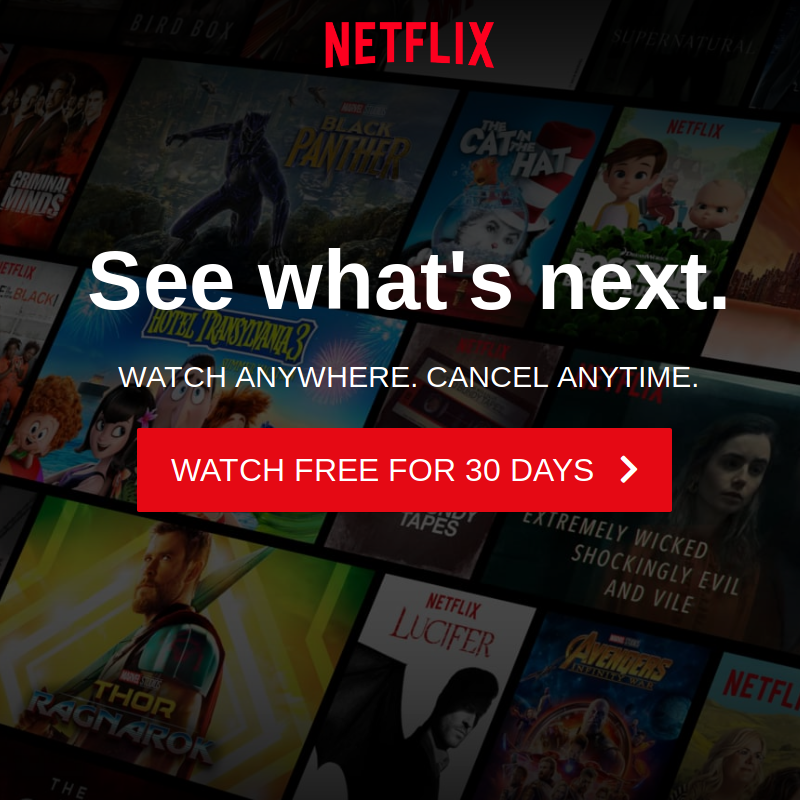 BIRD BOX
NETFLIX
SUPERNATURAL
CRIMINAL
MINDS
MARVEL STUDIOS
BLACK
PANTHER
THE
CAT IN
THE
HAT
NETFLIX
See what's next.
NETFLIX
BLACK
HOTEL TRANSYLVANIA 3
NETFLIX
NETFLIX
WATCH ANYWHERE. CANCEL ANYTIME.
WATCH FREE FOR 30 DAYS
TAPES
EXTREMELY WICKED
SHOCKINGLY EVIL
AND VILE
NETFLIX
LUCIFER
MARVEL STUDIOS
THOR
RAGNAROK
MARVEL STUDIOS
AVENGERS
INFINITY WAR
NETFL
THE